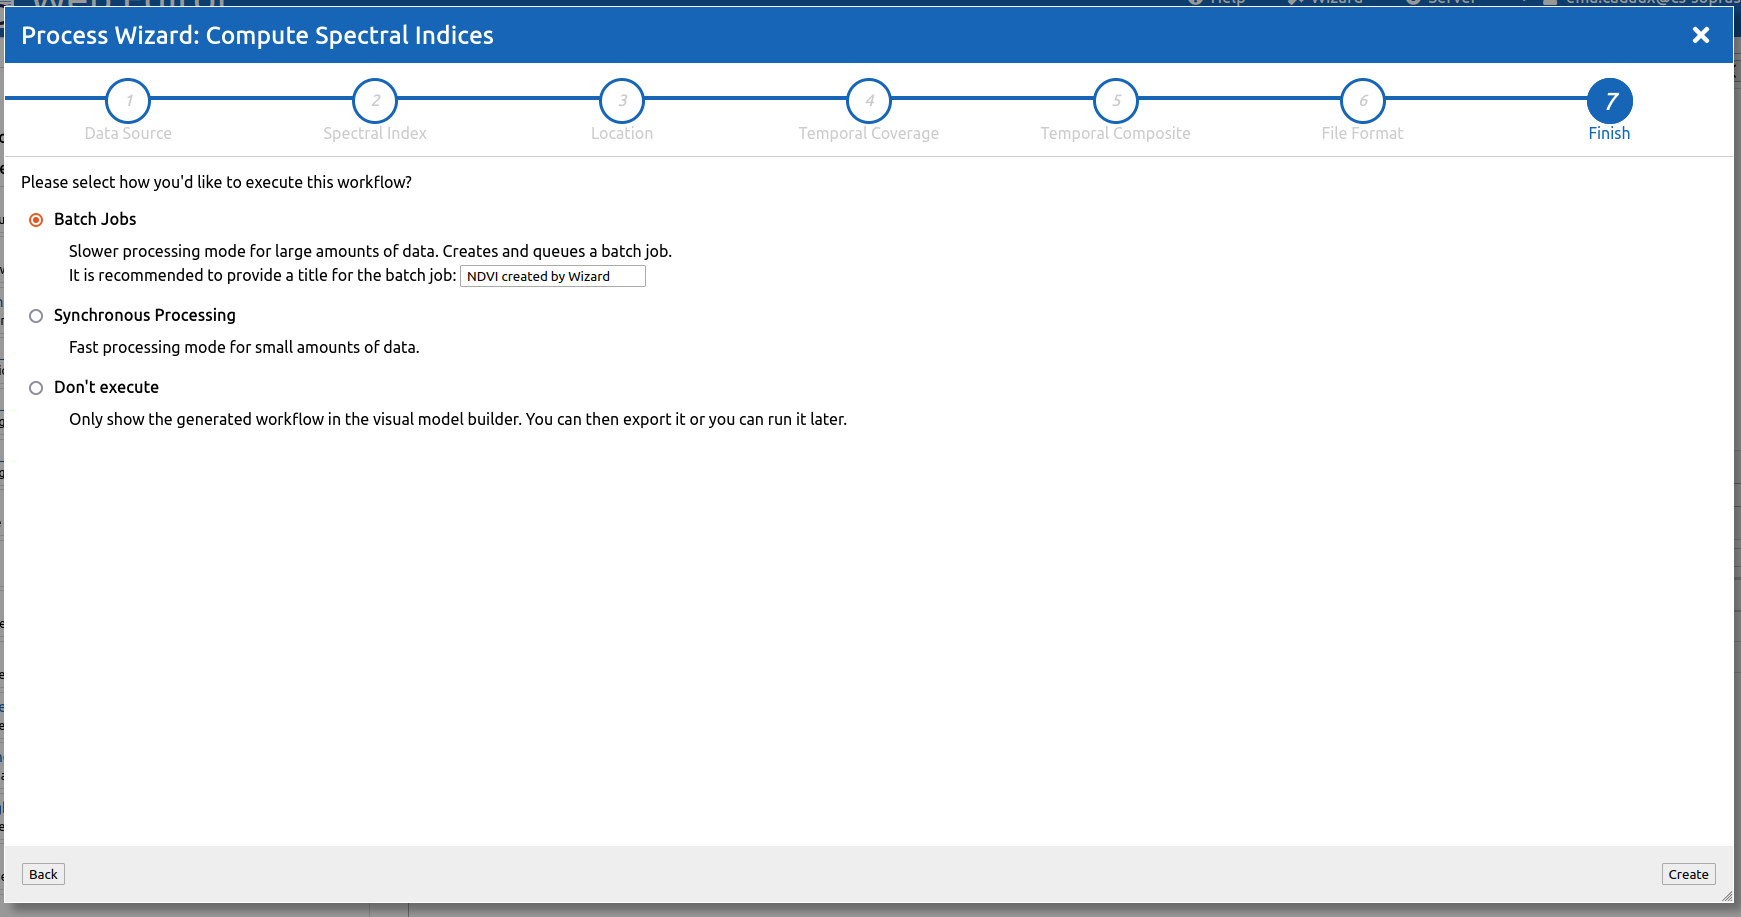 Web Editor
Help
Wizard
Server
Process Wizard: Compute Spectral Indices
1
2
3
4
5
6
7
Data Source
Spectral Index
Location
Temporal Coverage
Temporal Composite
File Format
Finish
Please select how you'd like to execute this workflow?
Batch Jobs
Slower processing mode for large amounts of data. Creates and queues a batch job.
It is recommended to provide a title for the batch job: NDVI created by Wizard
Synchronous Processing
Fast processing mode for small amounts of data.
Don't execute
Only show the generated workflow in the visual model builder. You can then export it or you can run it later.
Back
Create